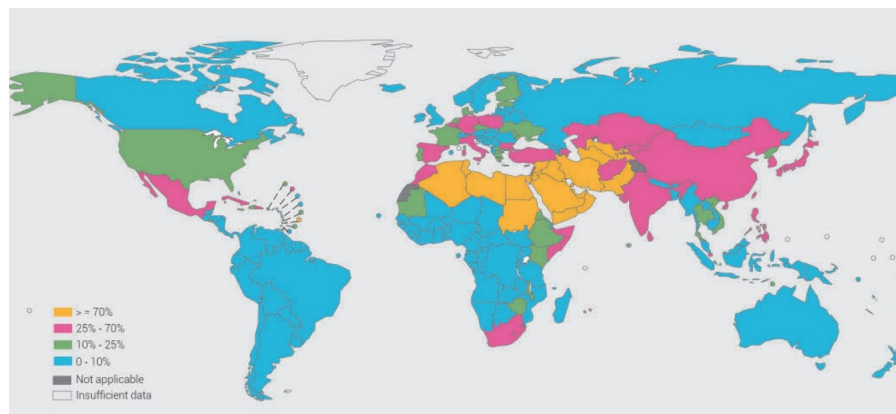 > = 70%
25% - 70%
10% - 25%
0 - 10%
Not applicable
Insufficient data